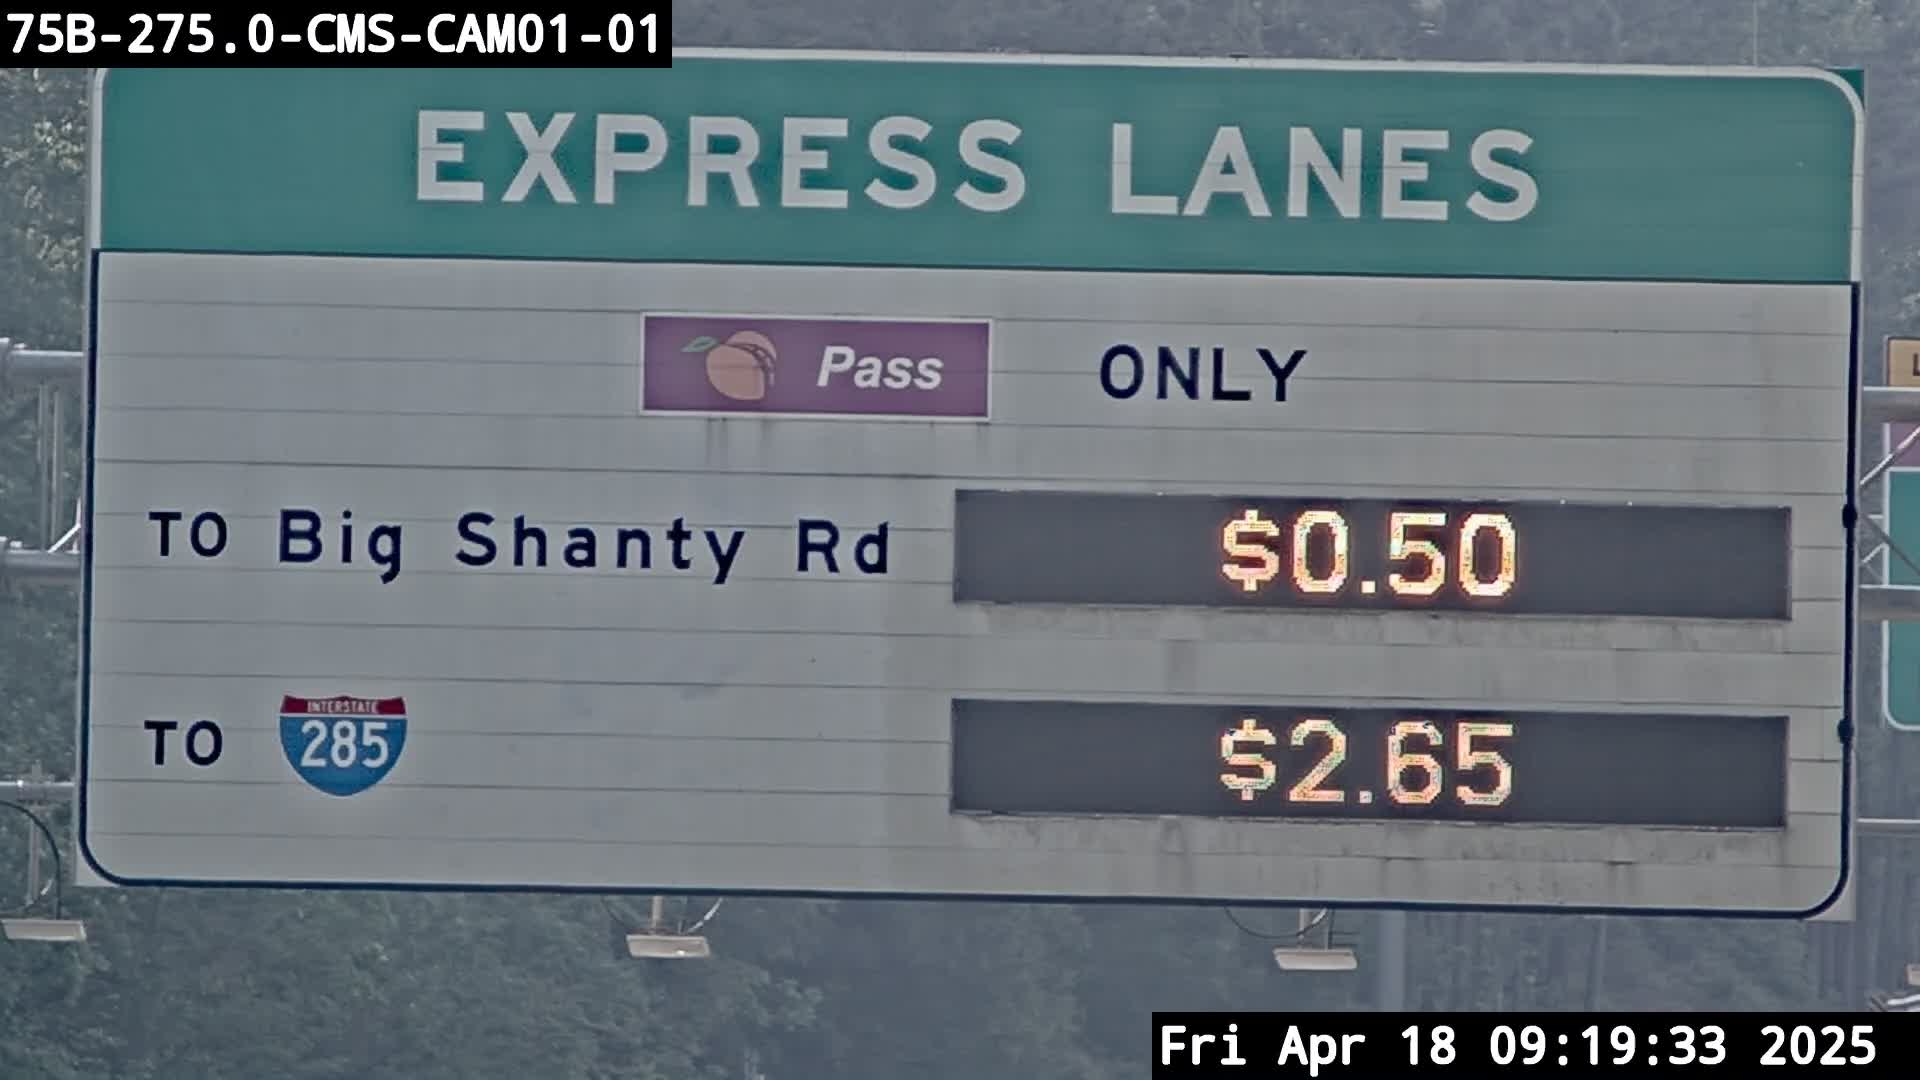 75B-275.0-CMS-CAM01-01
EXPRESS LANES
Pass ONLY
TO Big Shanty Rd $0.50
TO INTERSTATE 285 $2.65
Fri Apr 18 09:19:33 2025